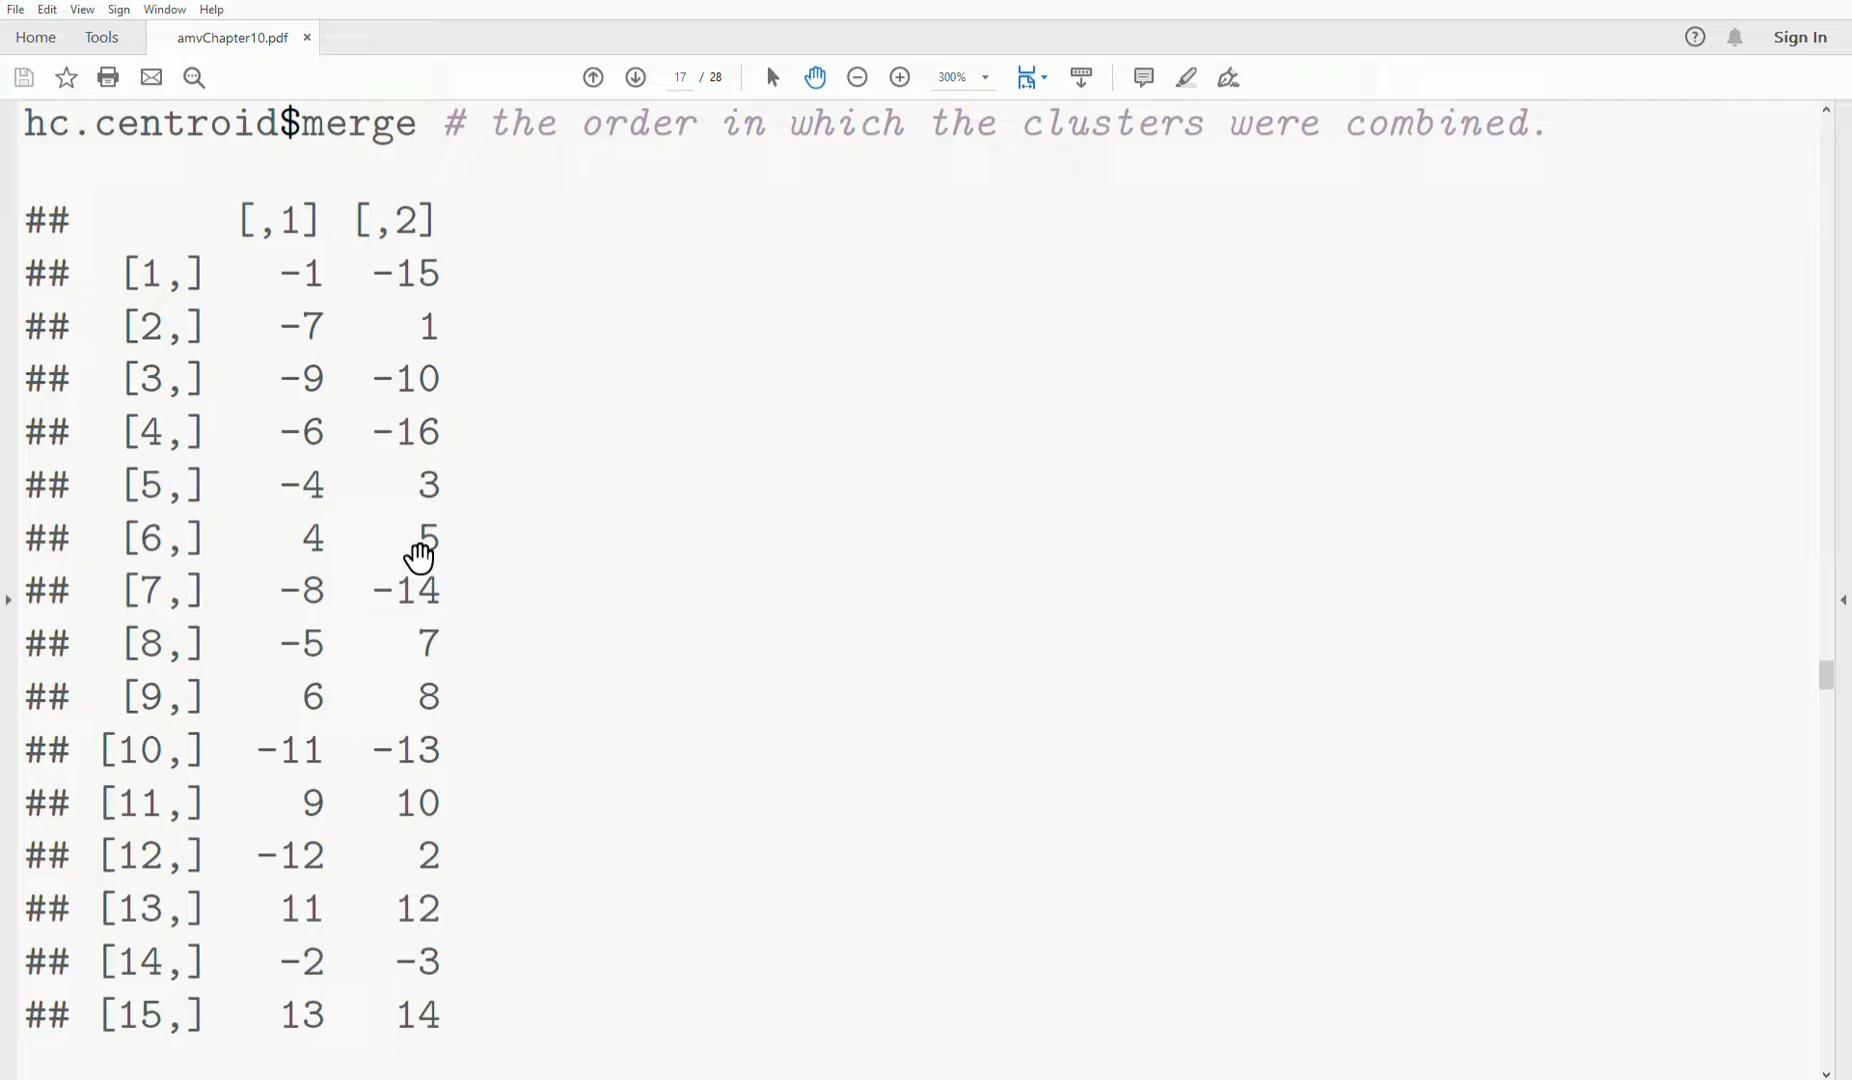 File Edit View Sign Window Help
Home Tools amvChapter10.pdf × Sign In
17 / 28 300%
hc.centroid$merge # the order in which the clusters were combined.
## [,1] [,2]
## [1,] -1 -15
## [2,] -7 1
## [3,] -9 -10
## [4,] -6 -16
## [5,] -4 3
## [6,] 4 5
## [7,] -8 -14
## [8,] -5 7
## [9,] 6 8
## [10,] -11 -13
## [11,] 9 10
## [12,] -12 2
## [13,] 11 12
## [14,] -2 -3
## [15,] 13 14